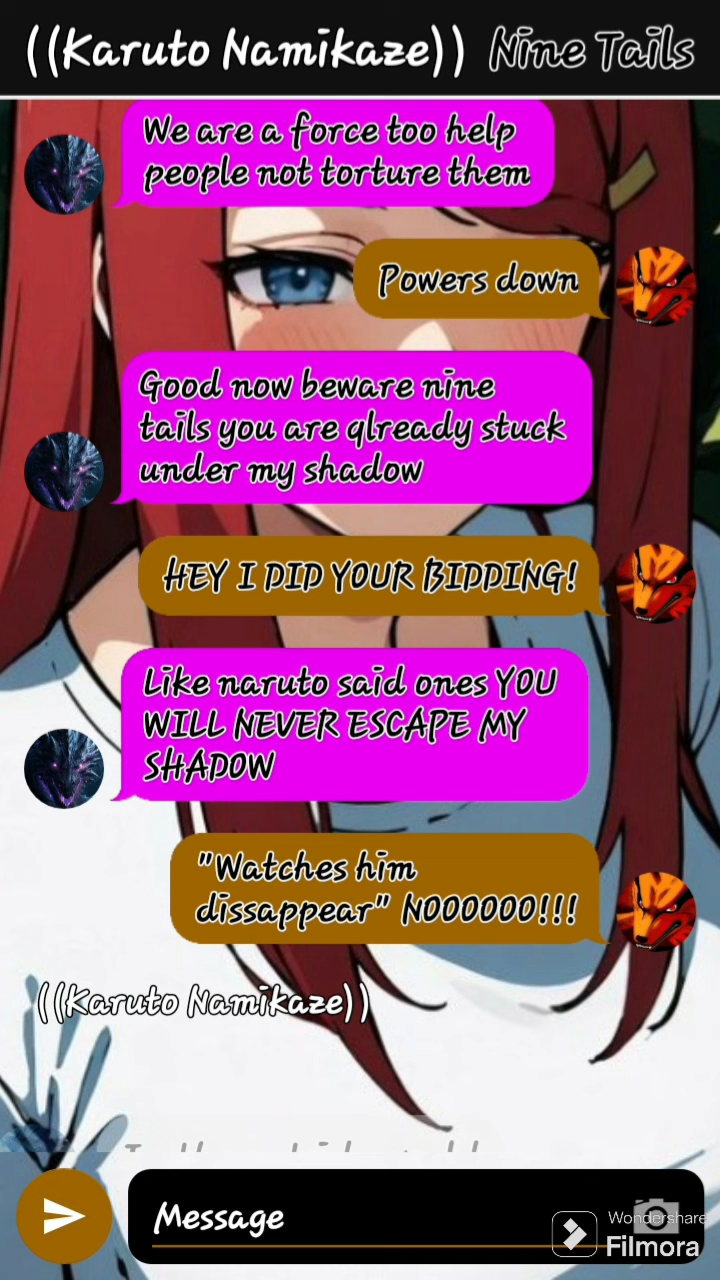 ((Karuto Namikaze)) Nine Tails
We are a force too help
people not torture them
Powers down
Good now beware nine
tails you are qlready stuck
under my shadow
HEY I DID YOUR BIDDING!
Like naruto said ones YOU
WILL NEVER ESCAPE MY
SHADOW
"Watches him
dissappear" NOOOOOO!!!
((Karuto Namikaze))
Message
Wondershare
Filmora